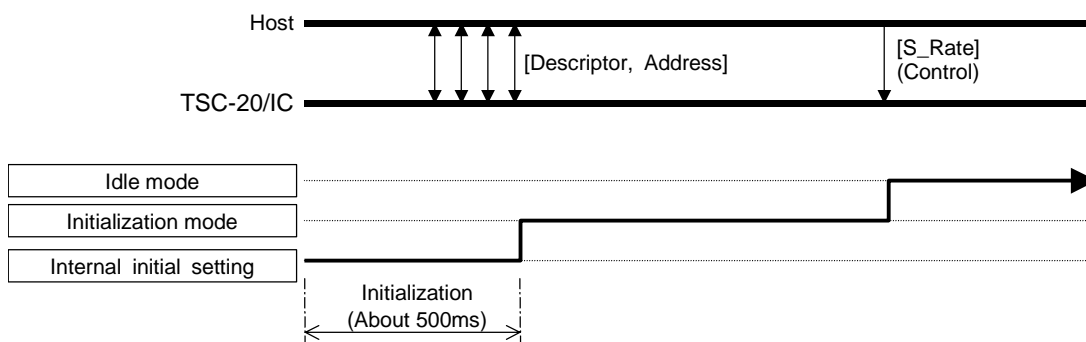 Host
[Descriptor, Address]
[S_Rate]
(Control)
TSC-20/IC
Idle mode
Initialization mode
Internal initial setting
Initialization
(About 500ms)